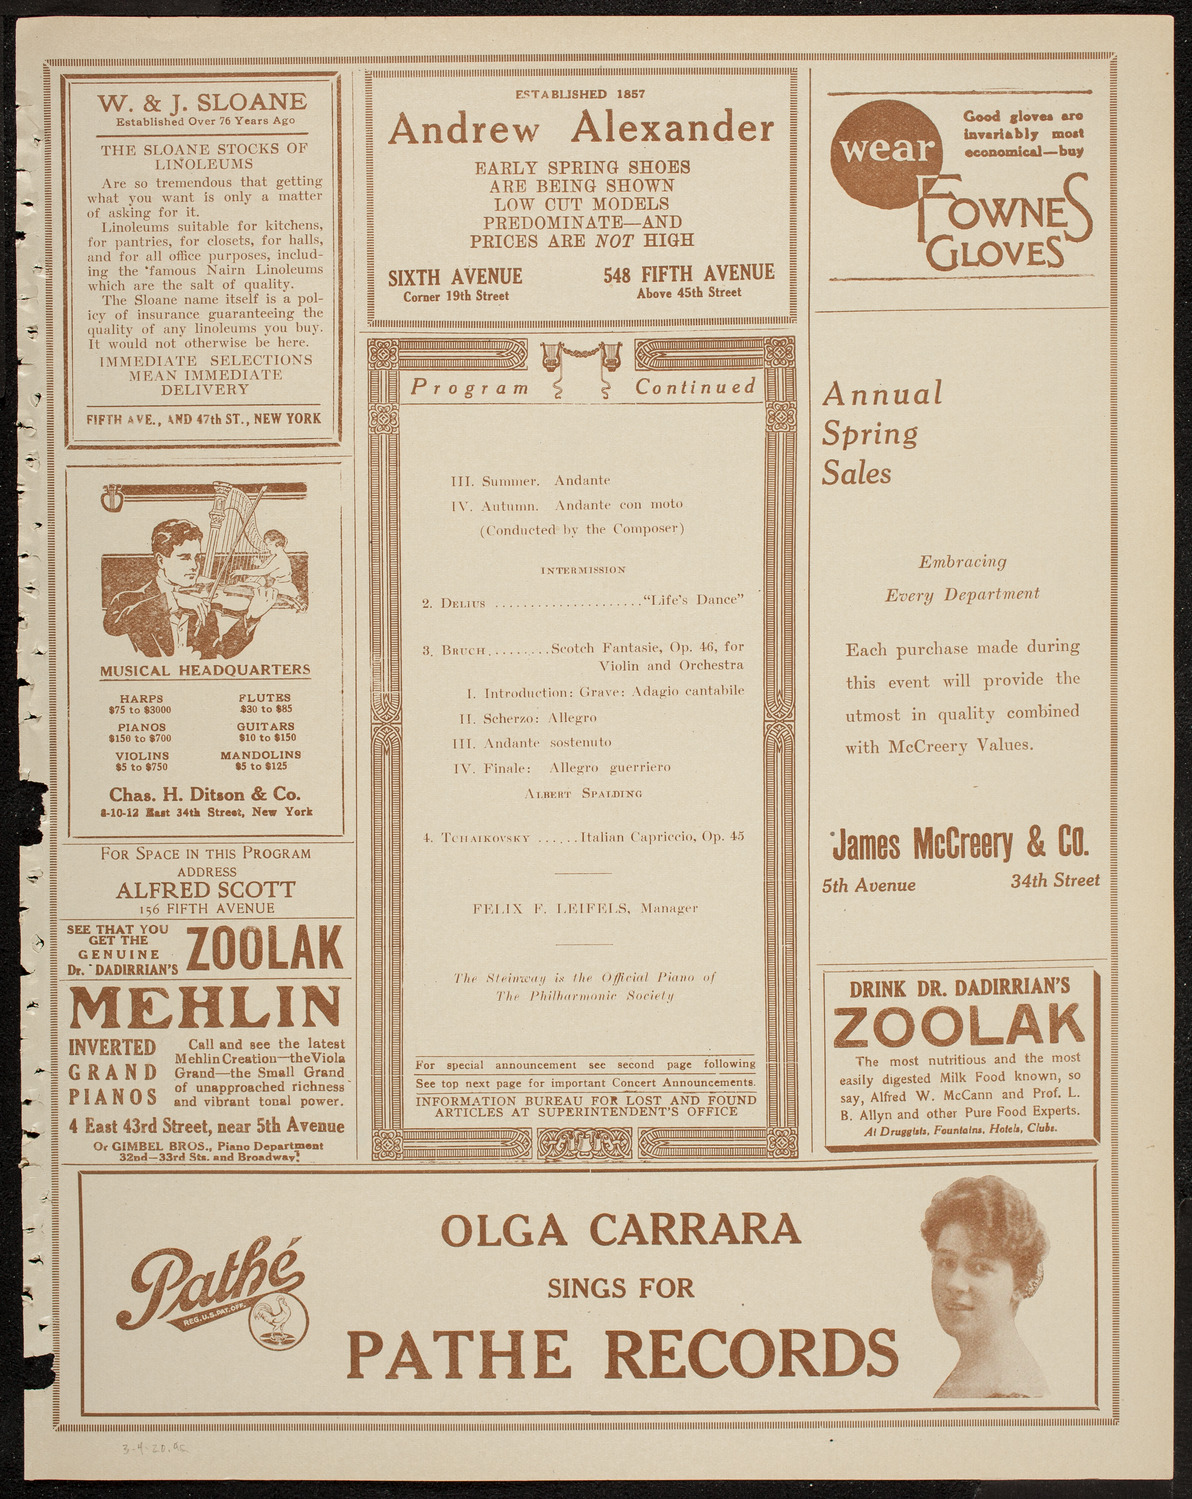 W. & J. SLOANE
Established Over 76 Years Ago
THE SLOANE STOCKS OF
LINOLEUMS
Are so tremendous that getting
what you want is only a matter
of asking for it.
Linoleums suitable for kitchens,
for pantries, for closets, for halls,
and for all office purposes, includ-
ing the famous Nairn Linoleums
which are the salt of quality.
The Sloane name itself is a pol-
icy of insurance guaranteeing the
quality of any linoleums you buy.
It would not otherwise be here.
IMMEDIATE SELECTIONS
MEAN IMMEDIATE
DELIVERY
FIFTH AVE., AND 47th ST., NEW YORK
MUSICAL HEADQUARTERS
HARPS FLUTES
$75 to $3000 $30 to $85
PIANOS GUITARS
$150 to $700 $10 to $150
VIOLINS MANDOLINS
$5 to $750 $5 to $125
Chas. H. Ditson & Co.
8-10-12 East 34th Street, New York
FOR SPACE IN THIS PROGRAM
ADDRESS
ALFRED SCOTT
156 FIFTH AVENUE
SEE THAT YOU
GET THE
GENUINE
Dr. DADIRRIAN'S
ZOOLAK
MEHLIN
INVERTED
GRAND
PIANOS
Call and see the latest
Mehlin Creation—the Viola
Grand—the Small Grand
of unapproached richness
and vibrant tonal power.
4 East 43rd Street, near 5th Avenue
Or GIMBEL BROS., Piano Department
32nd—33rd Sts. and Broadway
ESTABLISHED 1857
Andrew Alexander
EARLY SPRING SHOES
ARE BEING SHOWN
LOW CUT MODELS
PREDOMINATE—AND
PRICES ARE NOT HIGH
SIXTH AVENUE 548 FIFTH AVENUE
Corner 19th Street Above 45th Street
Program Continued
III. Summer. Andante
IV. Autumn. Andante con moto
(Conducted by the Composer)
INTERMISSION
2. DELIUS ....................."Life's Dance"
3. BRUCH.........Scotch Fantasie, Op. 46, for
Violin and Orchestra
I. Introduction: Grave: Adagio cantabile
II. Scherzo: Allegro
III. Andante sostenuto
IV. Finale: Allegro guerriero
ALBERT SPALDING
4. TCHAIKOVSKY ......Italian Capriccio, Op. 45
FELIX F. LEIFELS, Manager
The Steinway is the Official Piano of
The Philharmonic Society
For special announcement see second page following
See top next page for important Concert Announcements.
INFORMATION BUREAU FOR LOST AND FOUND
ARTICLES AT SUPERINTENDENT'S OFFICE
wear
Good gloves are
invariably most
economical—buy
FOWNES
GLOVES
Annual
Spring
Sales
Embracing
Every Department
Each purchase made during
this event will provide the
utmost in quality combined
with McCreery Values.
James McCreery & Co.
5th Avenue 34th Street
DRINK DR. DADIRRIAN'S
ZOOLAK
The most nutritious and the most
easily digested Milk Food known, so
say, Alfred W. McCann and Prof. L.
B. Allyn and other Pure Food Experts.
At Druggists, Fountains, Hotels, Clubs.
Pathé
REG. U.S. PAT. OFF.
OLGA CARRARA
SINGS FOR
PATHE RECORDS